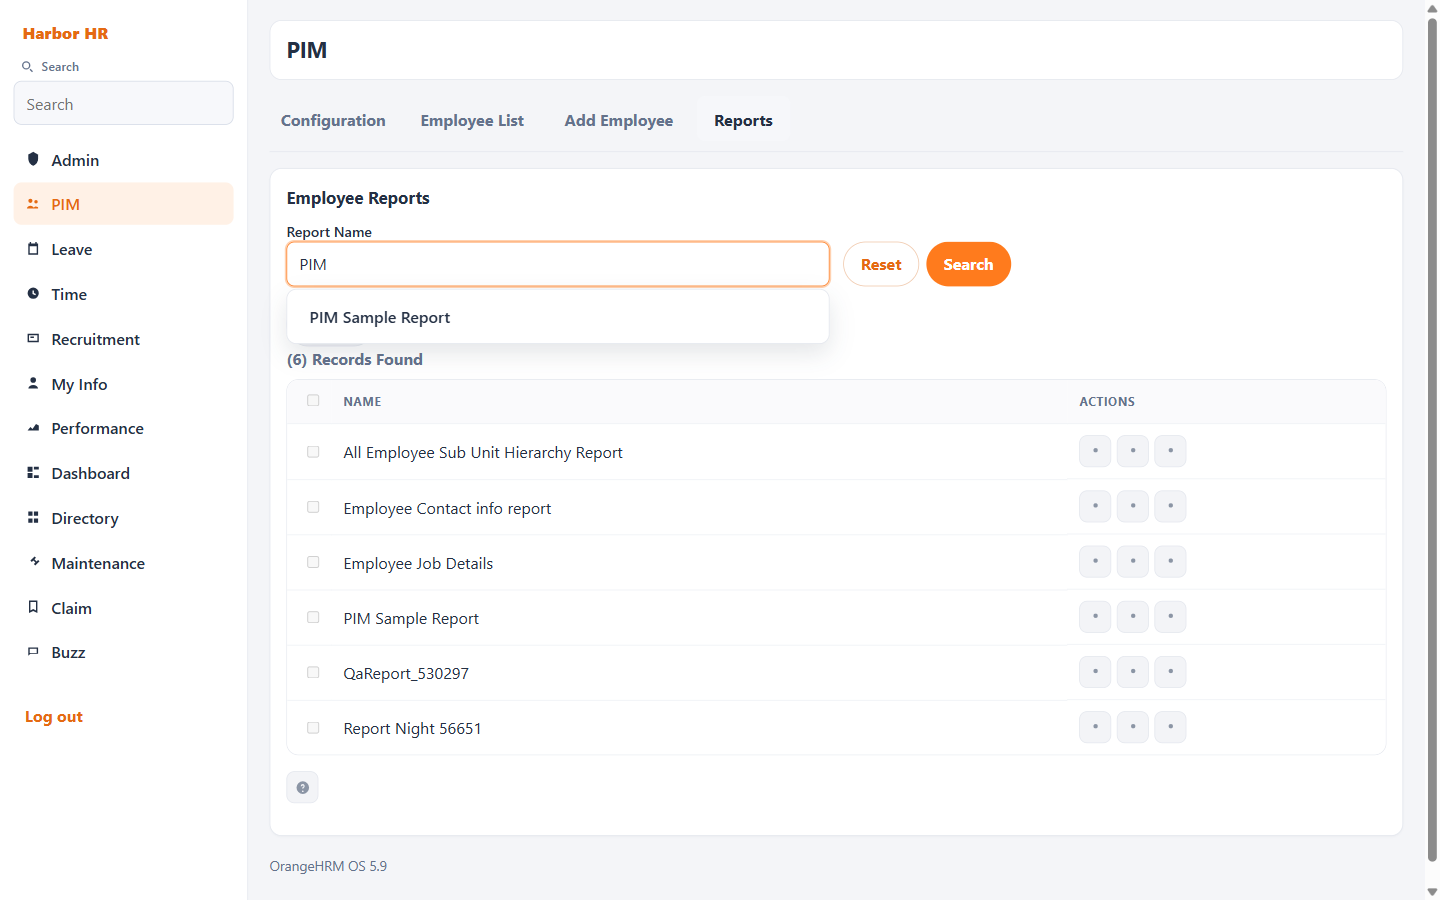 Harbor HR
Search
Search
Admin
PIM
Leave
Time
Recruitment
My Info
Performance
Dashboard
Directory
Maintenance
Claim
Buzz
Log out
PIM
Configuration Employee List Add Employee Reports
Employee Reports
Report Name
PIM Reset Search
PIM Sample Report
(6) Records Found
NAME ACTIONS
All Employee Sub Unit Hierarchy Report
Employee Contact info report
Employee Job Details
PIM Sample Report
QaReport_530297
Report Night 56651
OrangeHRM OS 5.9